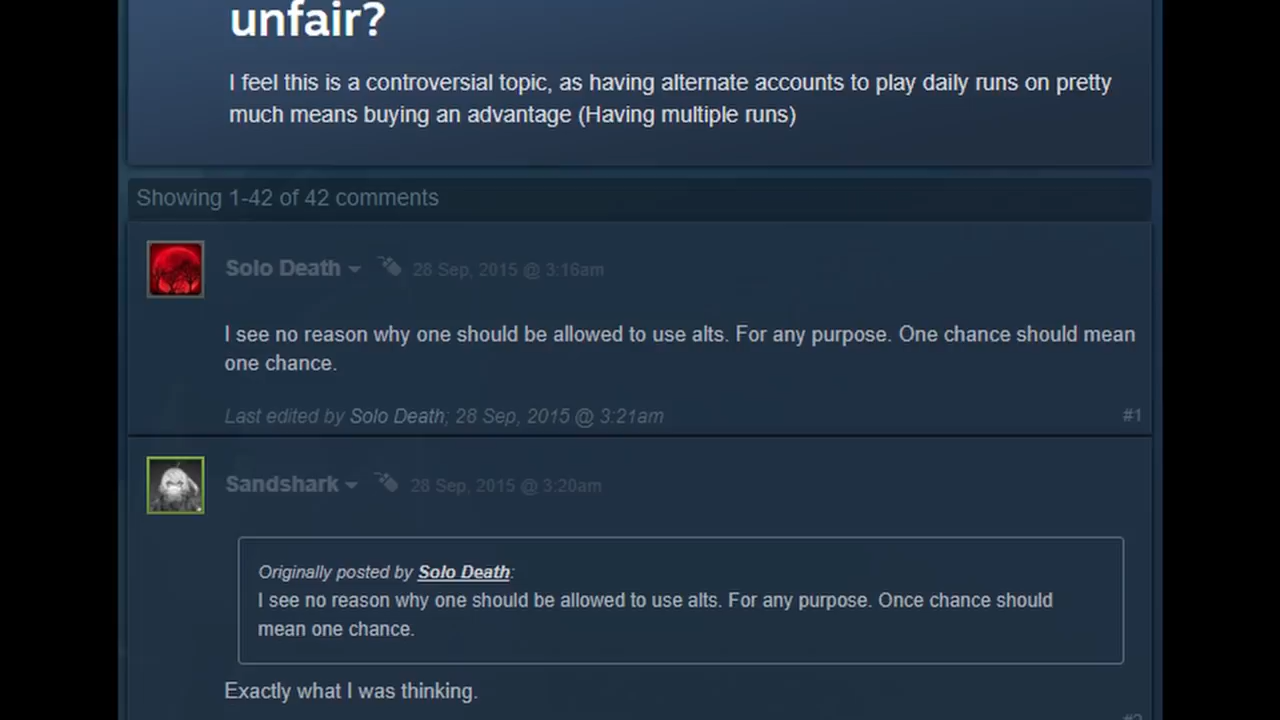 unfair?
I feel this is a controversial topic, as having alternate accounts to play daily runs on pretty
much means buying an advantage (Having multiple runs)
Showing 1-42 of 42 comments
Solo Death 28 Sep, 2015 @ 3:16am
I see no reason why one should be allowed to use alts. For any purpose. One chance should mean
one chance.
Last edited by Solo Death; 28 Sep, 2015 @ 3:21am #1
Sandshark 28 Sep, 2015 @ 3:20am
Originally posted by Solo Death:
I see no reason why one should be allowed to use alts. For any purpose. Once chance should
mean one chance.
Exactly what I was thinking.